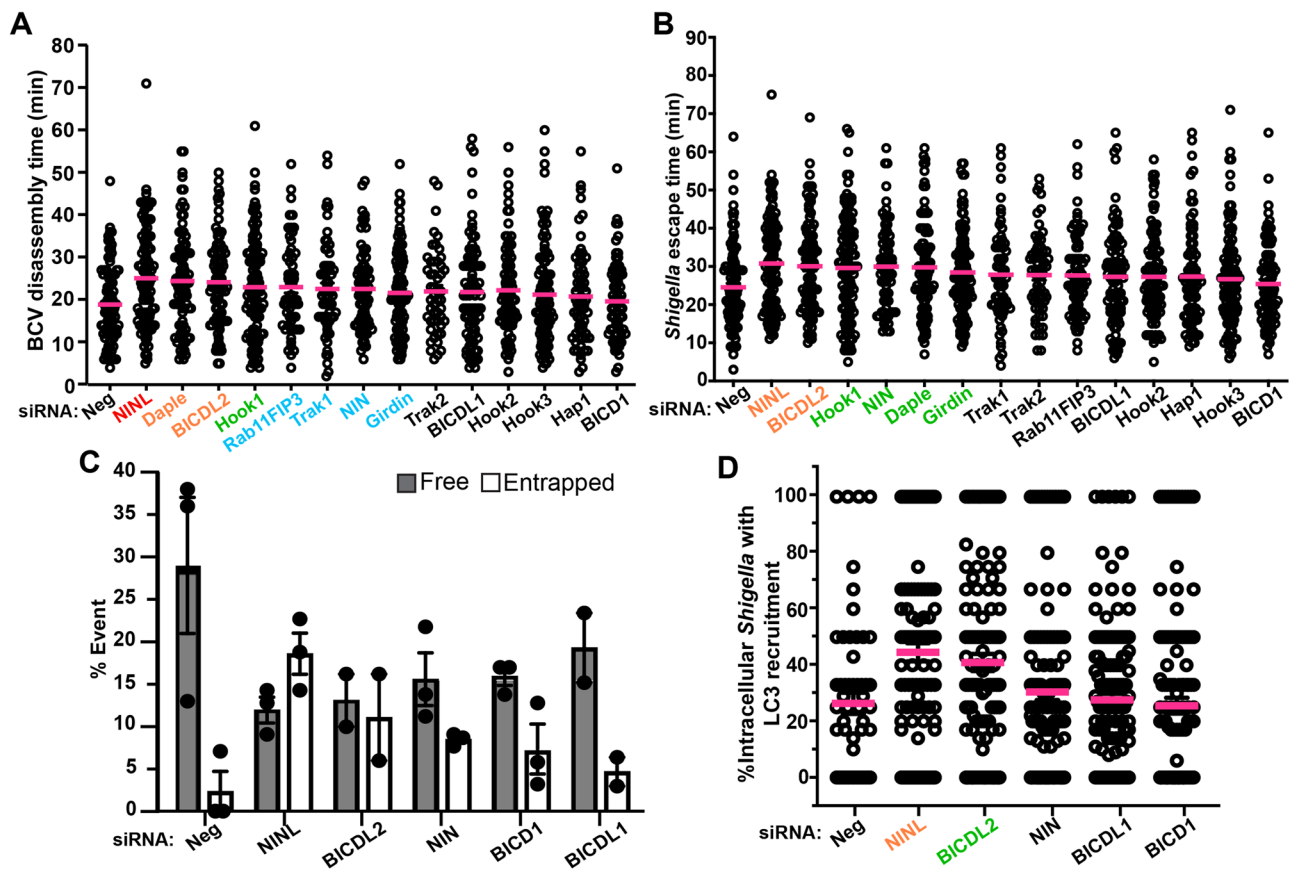 A
BCV disassembly time (min)
80
70
60
50
40
30
20
10
0
siRNA: Neg NINL Daple BICDL2 Hook1 Rab11FIP3 Trak1 NIN Girdin Trak2 BICDL1 Hook2 Hook3 Hap1 BICD1
B
Shigella escape time (min)
90
80
70
60
50
40
30
20
10
0
siRNA: Neg NINL BICDL2 Hook1 NIN Daple Girdin Trak1 Trak2 Rab11FIP3 BICDL1 Hook2 Hap1 Hook3 BICD1
C
Free Entrapped
% Event
40
35
30
25
20
15
10
5
0
siRNA: Neg NINL BICDL2 NIN BICD1 BICDL1
D
%Intracellular Shigella with
LC3 recruitment
100
80
60
40
20
0
siRNA: Neg NINL BICDL2 NIN BICDL1 BICD1